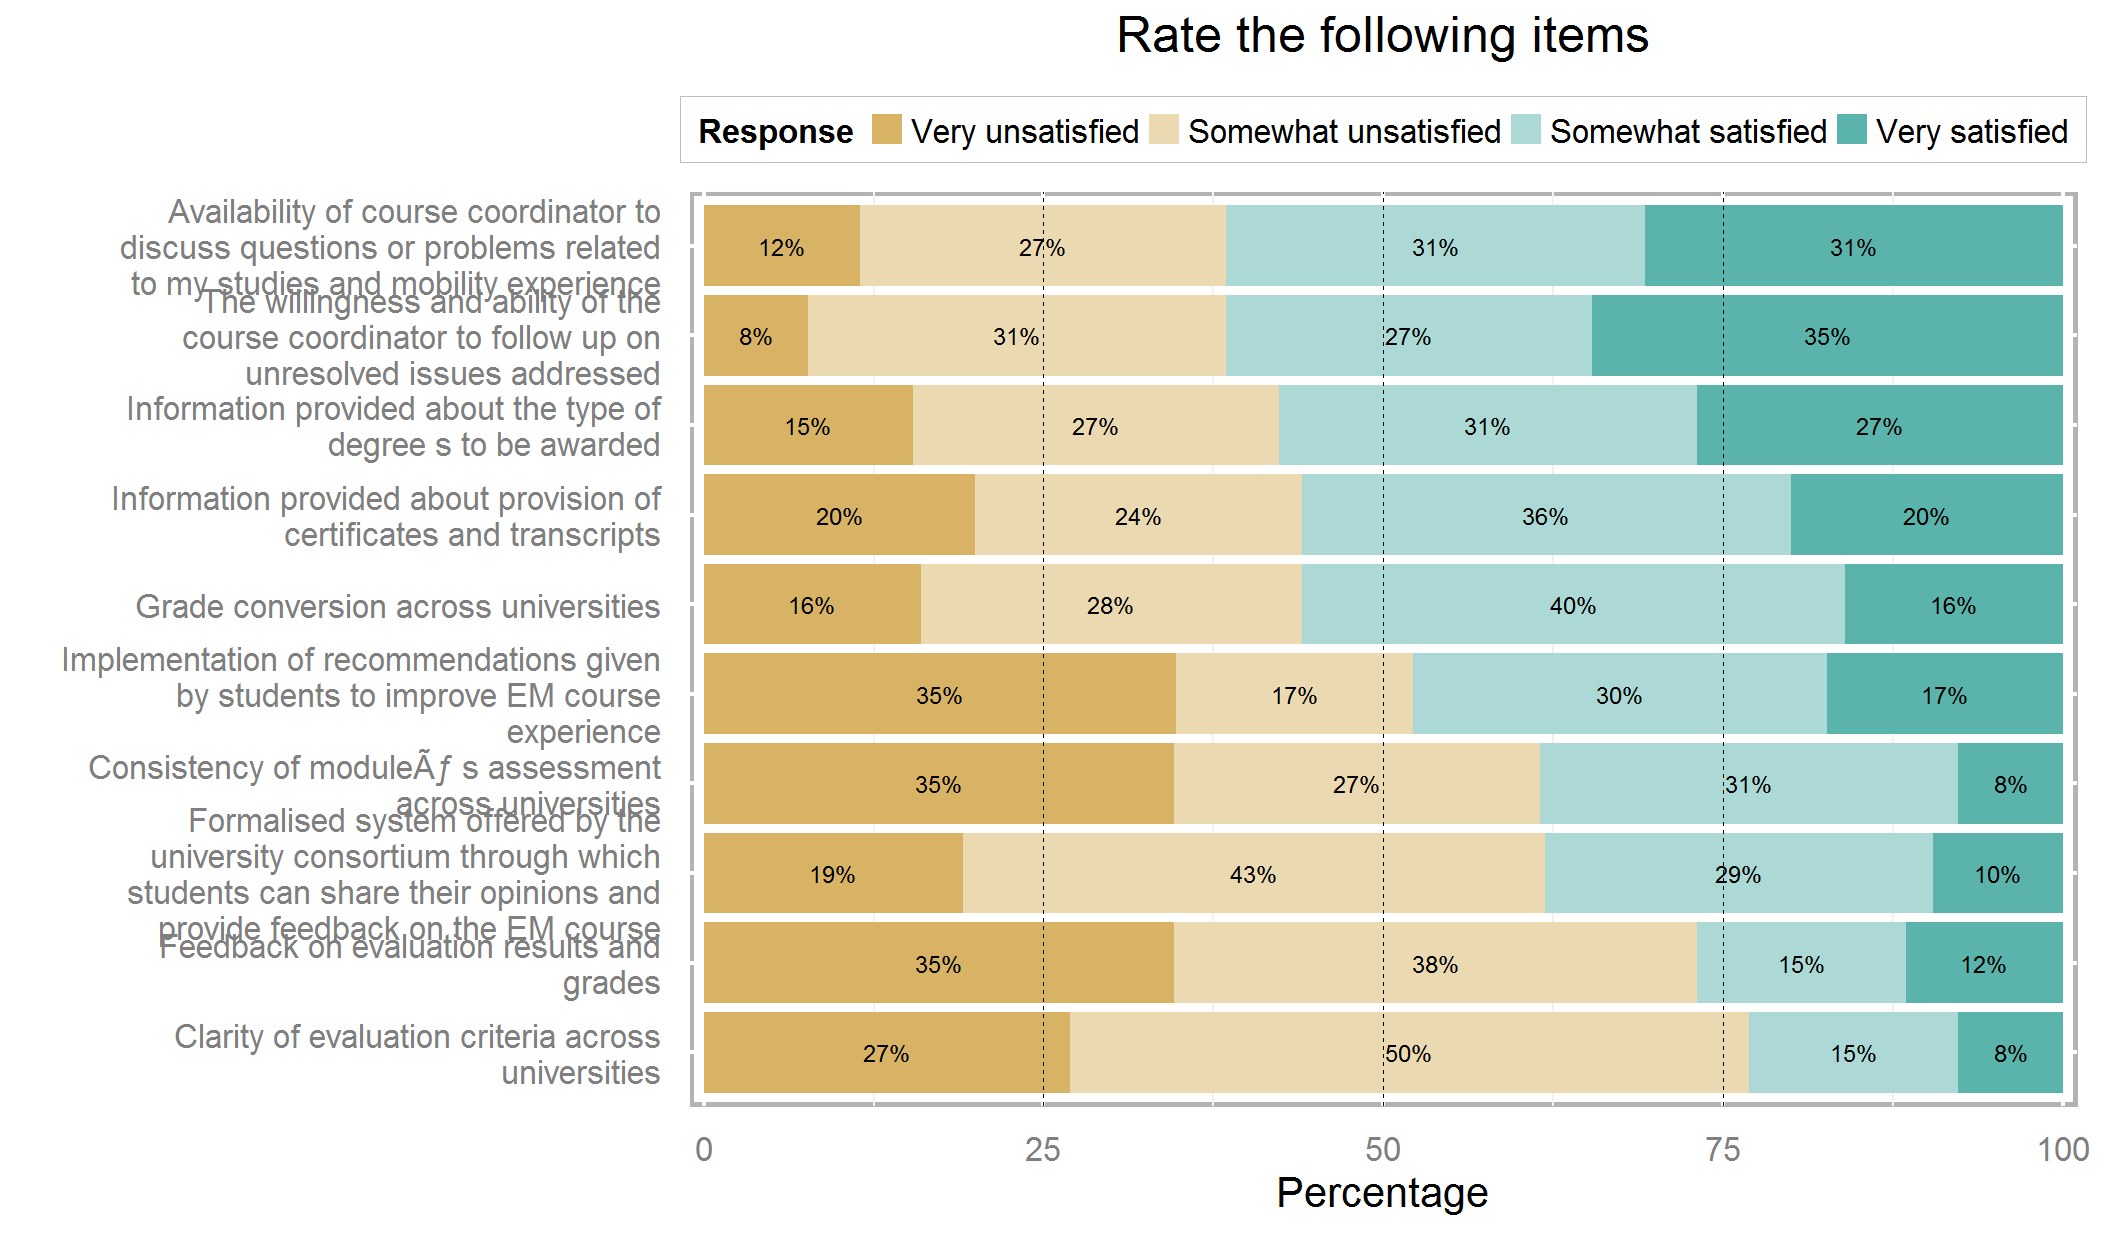 Rate the following items
Response Very unsatisfied Somewhat unsatisfied Somewhat satisfied Very satisfied
Availability of course coordinator to
discuss questions or problems related
to my studies and mobility experience
12% 27% 31% 31%
The willingness and ability of the
course coordinator to follow up on
unresolved issues addressed
8% 31% 27% 35%
Information provided about the type of
degree s to be awarded
15% 27% 31% 27%
Information provided about provision of
certificates and transcripts
20% 24% 36% 20%
Grade conversion across universities
16% 28% 40% 16%
Implementation of recommendations given
by students to improve EM course
experience
35% 17% 30% 17%
Consistency of moduleÃƒ s assessment
across universities
35% 27% 31% 8%
Formalised system offered by the
university consortium through which
students can share their opinions and
provide feedback on the EM course
19% 43% 29% 10%
Feedback on evaluation results and
grades
35% 38% 15% 12%
Clarity of evaluation criteria across
universities
27% 50% 15% 8%
0 25 50 75 100
Percentage